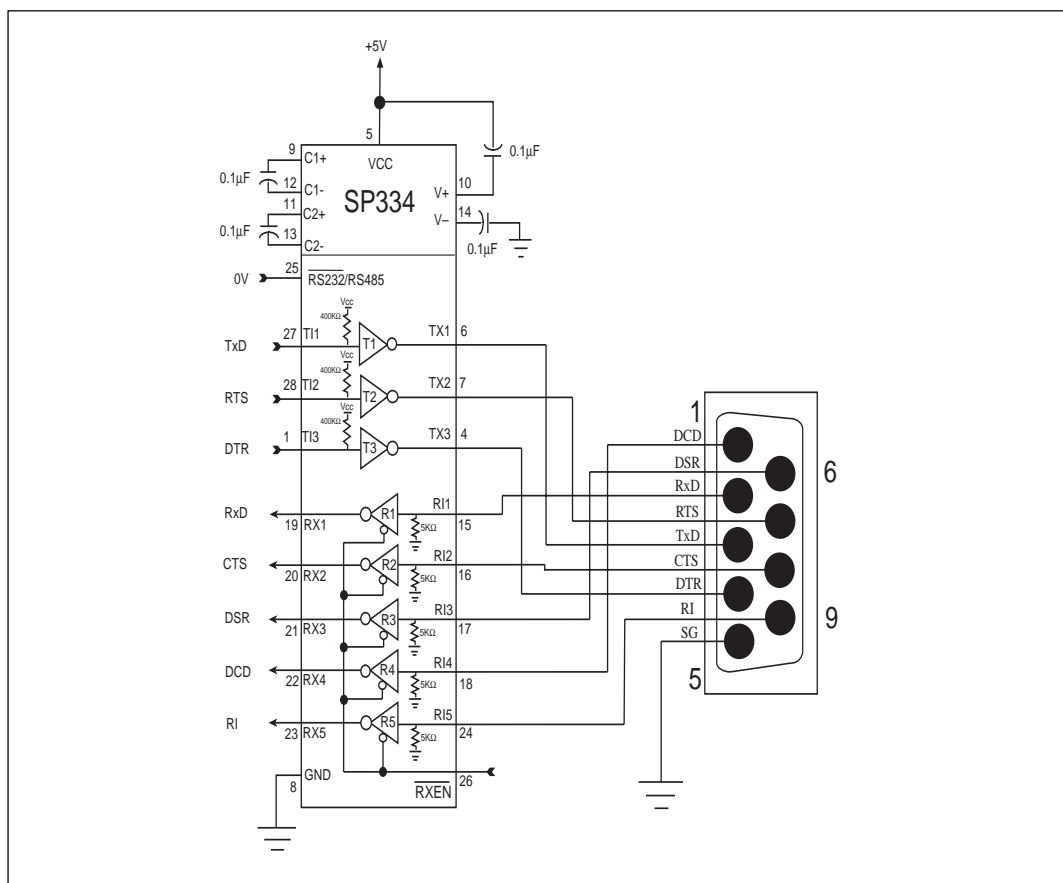 +5V
5
VCC
0.1µF
9
C1+
0.1µF
12
C1-
11
C2+
0.1µF
13
C2-
SP334
10
V+
14
V–
0.1µF
25
0V
RS232/RS485
Vcc
400KΩ
TxD
27
TI1
T1
TX1
6
Vcc
400KΩ
RTS
28
TI2
T2
TX2
7
Vcc
400KΩ
DTR
1
TI3
T3
TX3
4
RxD
19
RX1
R1
RI1
15
5KΩ
CTS
20
RX2
R2
RI2
16
5KΩ
DSR
21
RX3
R3
RI3
17
5KΩ
DCD
22
RX4
R4
RI4
18
5KΩ
RI
23
RX5
R5
RI5
24
5KΩ
GND
8
RXEN
26
1
DCD
DSR
6
RxD
RTS
TxD
CTS
DTR
RI
9
SG
5